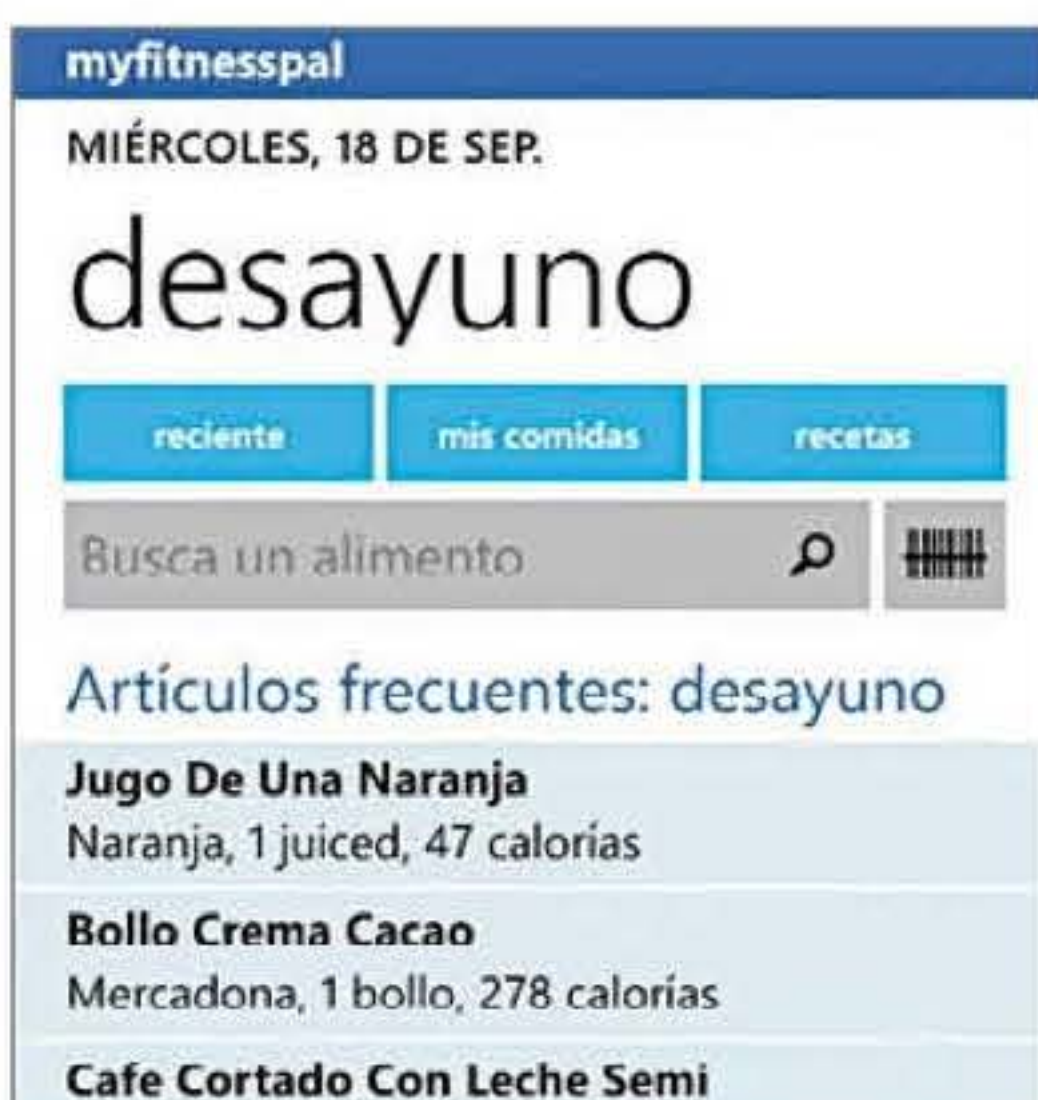 myfitnesspal
MIÉRCOLES, 18 DE SEP.
desayuno
reciente mis comidas recetas
Busca un alimento
Artículos frecuentes: desayuno
Jugo De Una Naranja
Naranja, 1 juiced, 47 calorías
Bollo Crema Cacao
Mercadona, 1 bollo, 278 calorías
Cafe Cortado Con Leche Semi